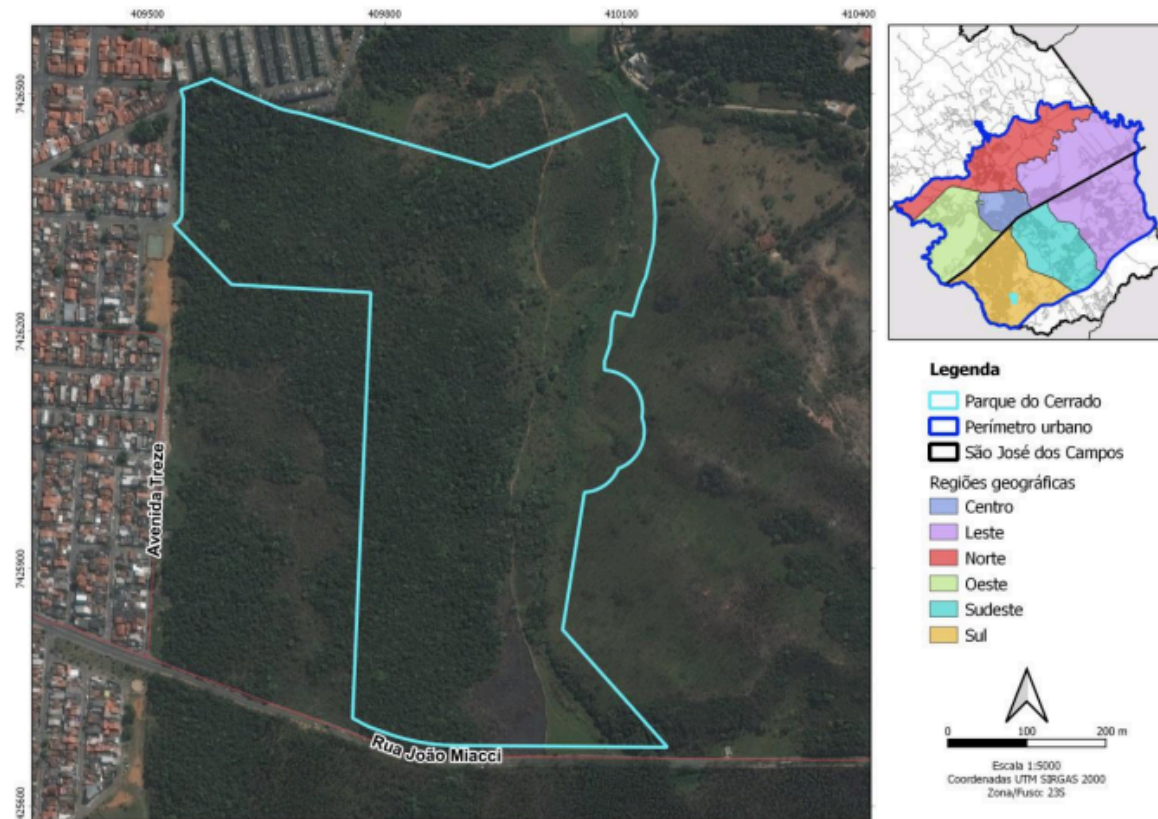 409500
409800
410100
410400
7426500
7426200
7425900
7425600
Avenida Treze
Rua João Miacci
Legenda
Parque do Cerrado
Perímetro urbano
São José dos Campos
Regiões geográficas
Centro
Leste
Norte
Oeste
Sudeste
Sul
0 100 200 m
Escala 1:5000
Coordenadas UTM SIRGAS 2000
Zona/Fuso: 23S